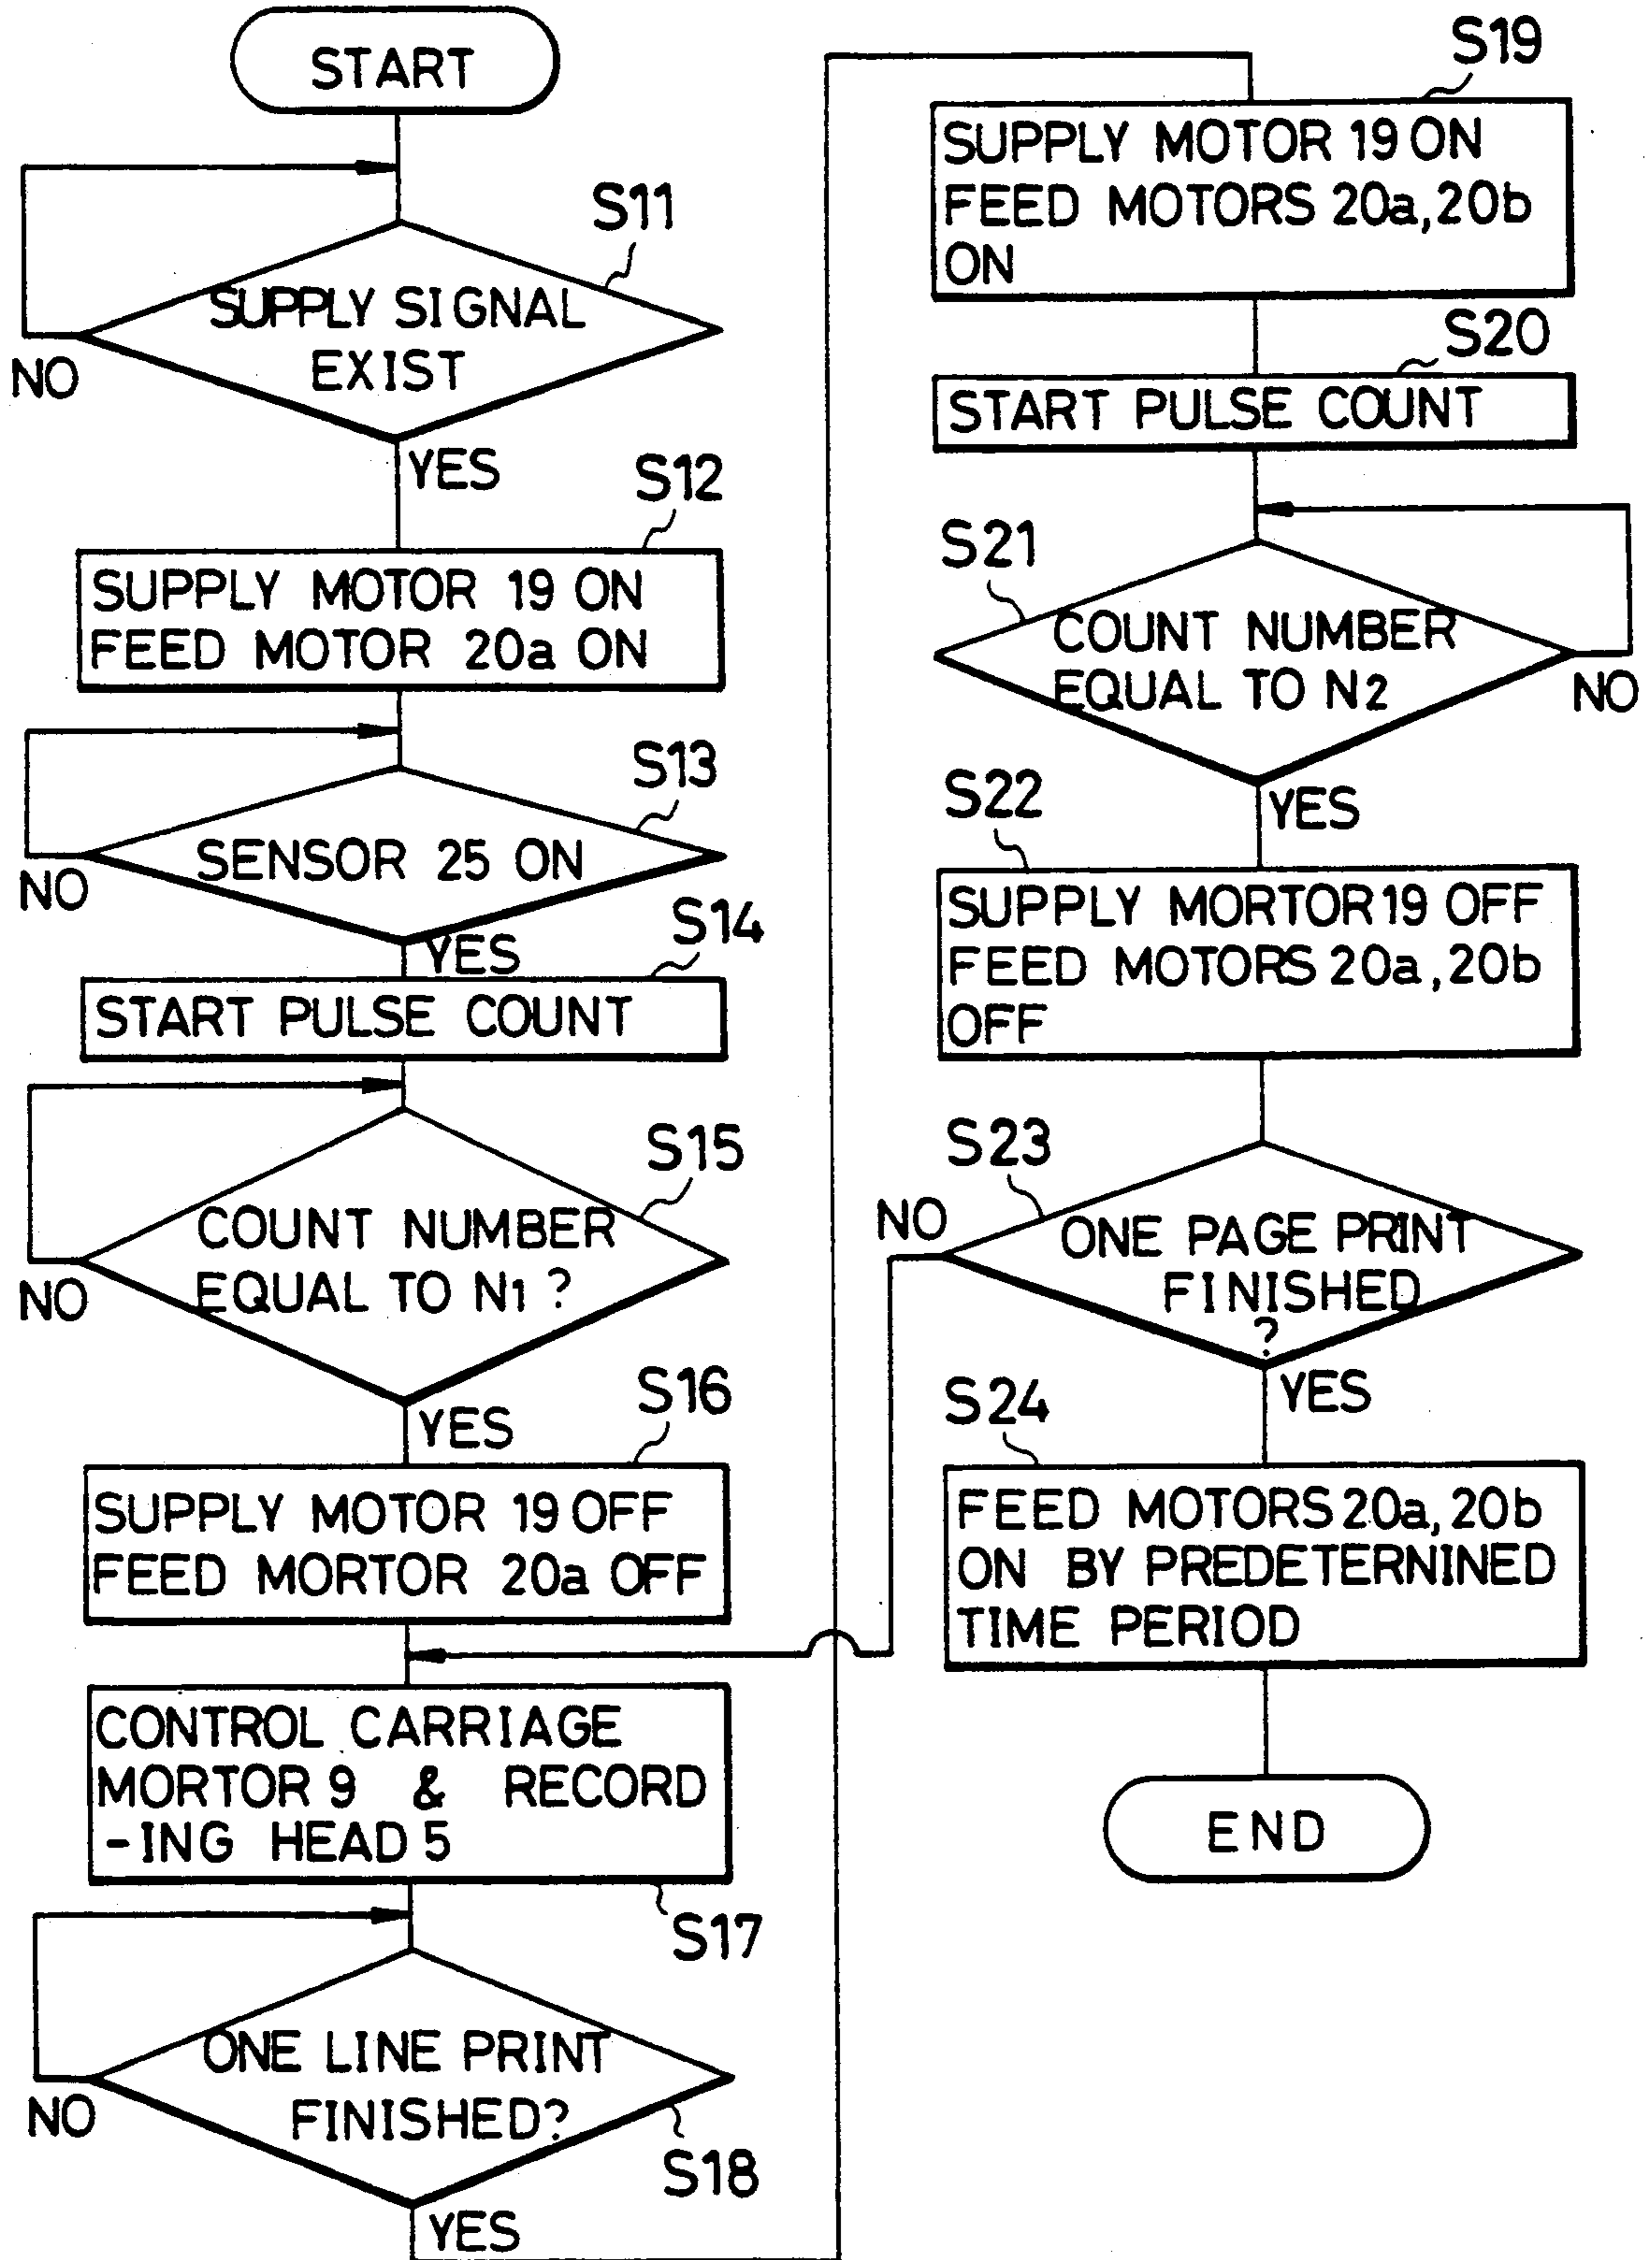 START
S11
SUPPLY SIGNAL
EXIST
NO
YES
S12
SUPPLY MOTOR 19 ON
FEED MOTOR 20a ON
S13
SENSOR 25 ON
NO
YES
S14
START PULSE COUNT
S15
COUNT NUMBER
EQUAL TO N1 ?
NO
YES
S16
SUPPLY MOTOR 19 OFF
FEED MORTOR 20a OFF
CONTROL CARRIAGE
MORTOR 9 & RECORD
-ING HEAD 5
S17
ONE LINE PRINT
FINISHED?
NO
S18
YES
S19
SUPPLY MOTOR 19 ON
FEED MOTORS 20a, 20b
ON
S20
START PULSE COUNT
S21
COUNT NUMBER
EQUAL TO N2
NO
YES
S22
SUPPLY MORTOR 19 OFF
FEED MOTORS 20a, 20b
OFF
S23
NO
ONE PAGE PRINT
FINISHED
?
YES
S24
FEED MOTORS 20a, 20b
ON BY PREDETERNINED
TIME PERIOD
END